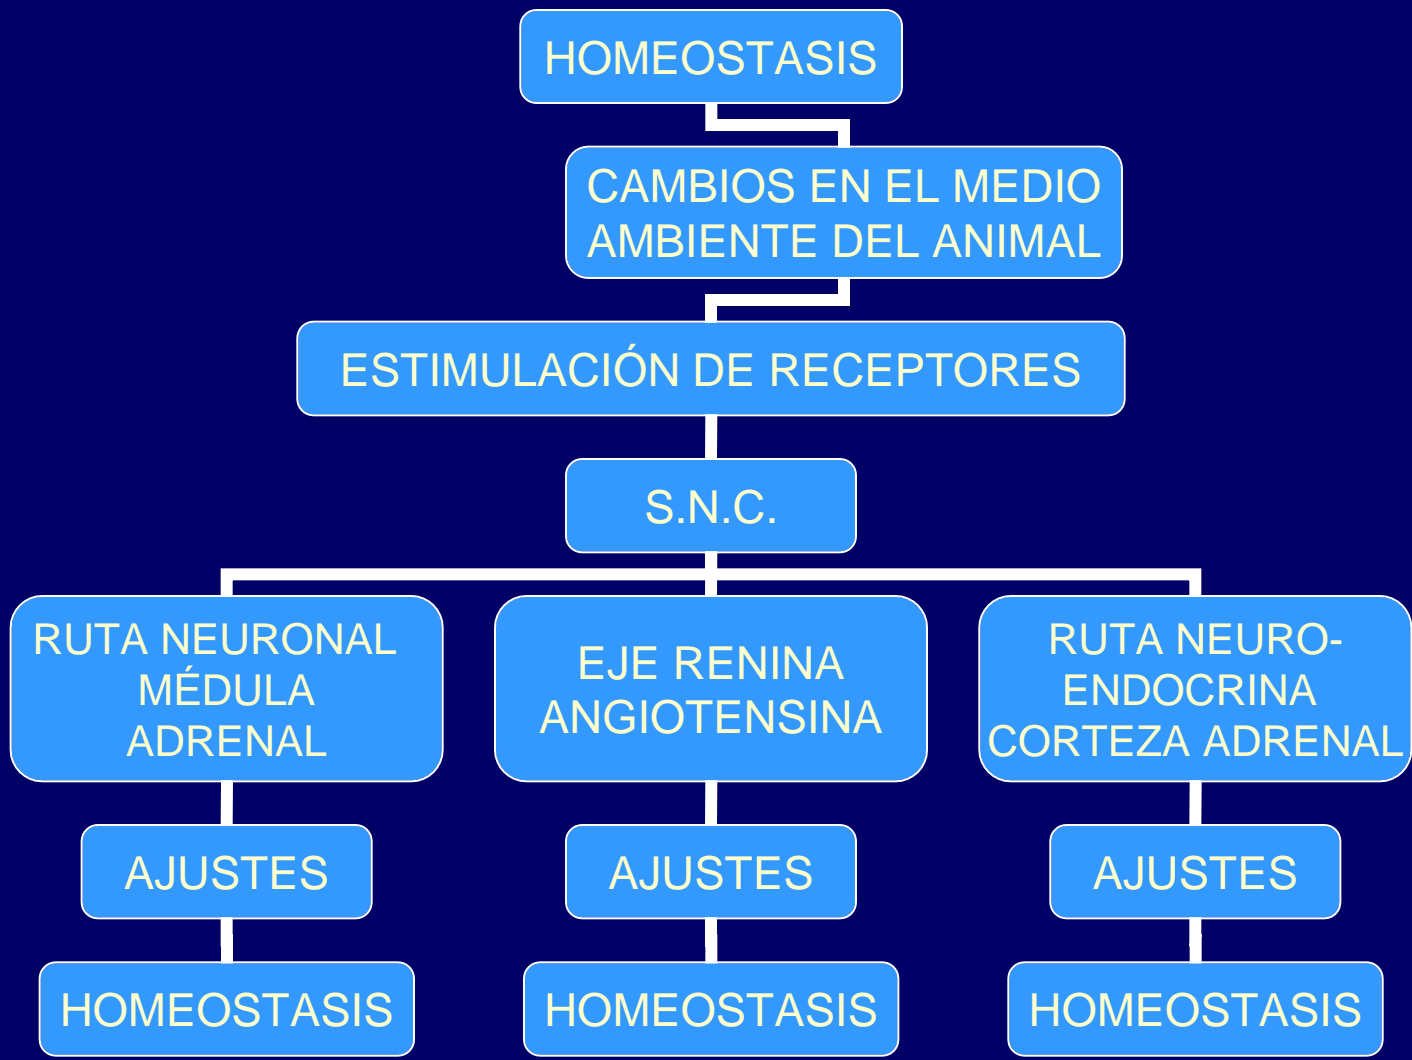 HOMEOSTASIS
CAMBIOS EN EL MEDIO
AMBIENTE DEL ANIMAL
ESTIMULACIÓN DE RECEPTORES
S.N.C.
RUTA NEURONAL
MÉDULA
ADRENAL
EJE RENINA
ANGIOTENSINA
RUTA NEURO-
ENDOCRINA
CORTEZA ADRENAL
AJUSTES
AJUSTES
AJUSTES
HOMEOSTASIS
HOMEOSTASIS
HOMEOSTASIS